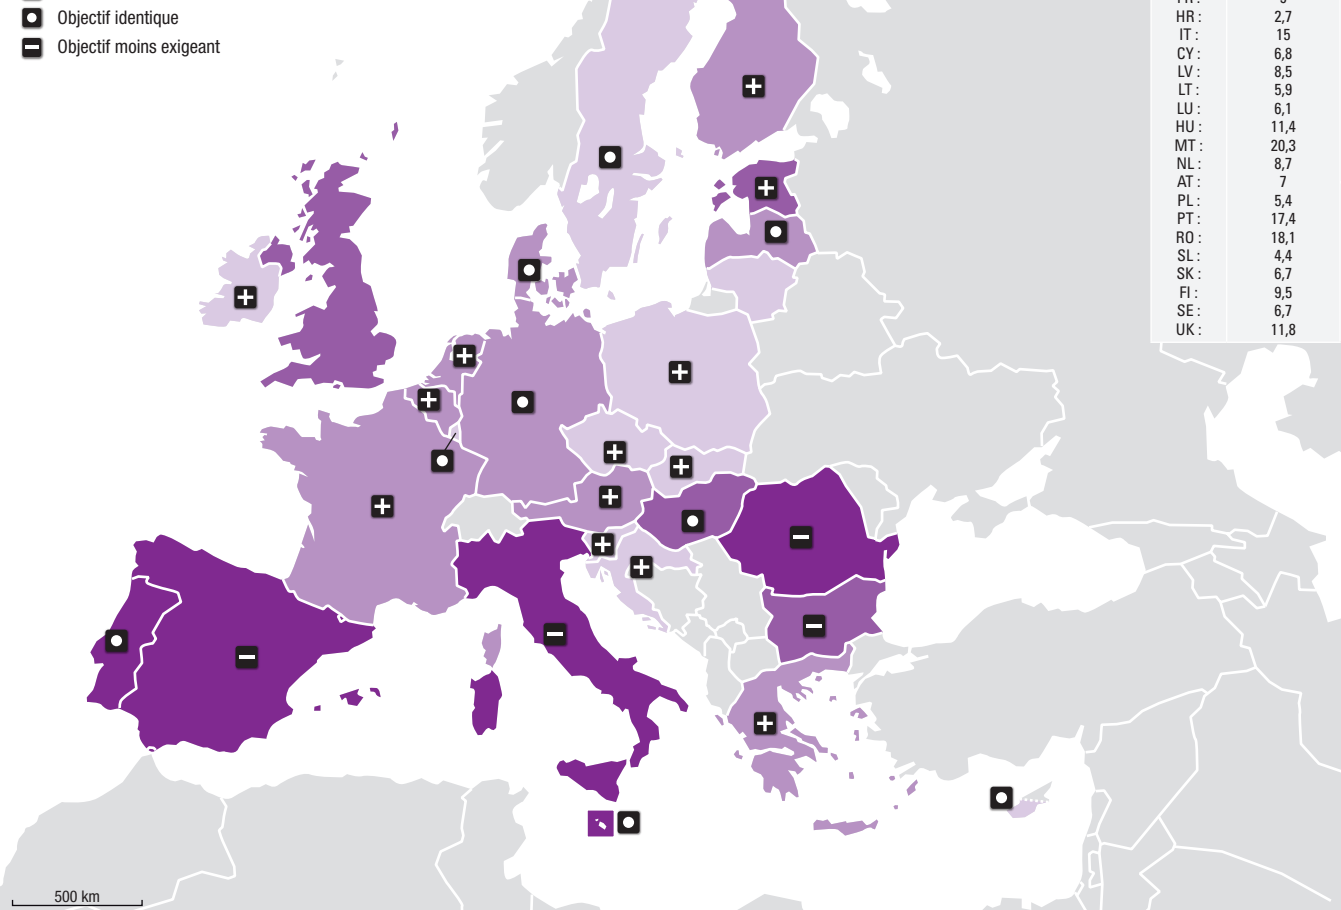 Objectif identique
Objectif moins exigeant
HR : 2,7
IT : 15
CY : 6,8
LV : 8,5
LT : 5,9
LU : 6,1
HU : 11,4
MT : 20,3
NL : 8,7
AT : 7
PL : 5,4
PT : 17,4
RO : 18,1
SL : 4,4
SK : 6,7
FI : 9,5
SE : 6,7
UK : 11,8
500 km